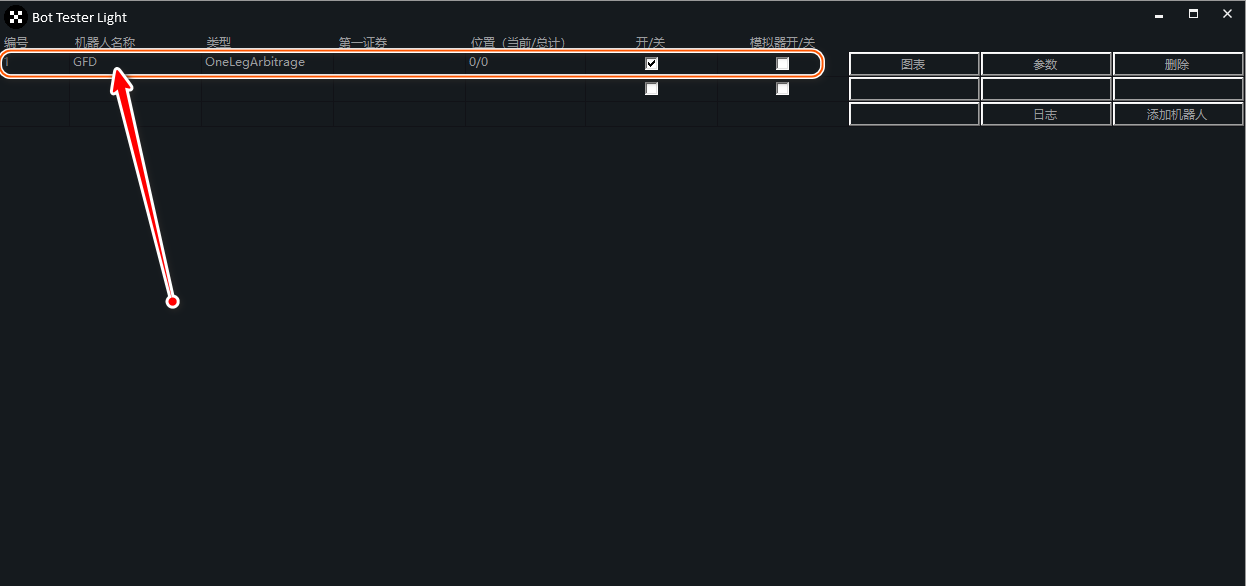 Bot Tester Light
编号 机器人名称 类型 第一证券 位置（当前/总计） 开/关 模拟器开/关
1 GFD OneLegArbitrage 0/0 图表 参数 删除
日志 添加机器人